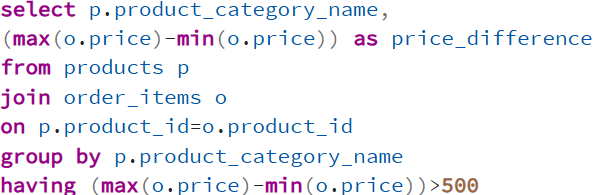 select p.product_category_name,
(max(o.price)-min(o.price)) as price_difference
from products p
join order_items o
on p.product_id=o.product_id
group by p.product_category_name
having (max(o.price)-min(o.price))>500